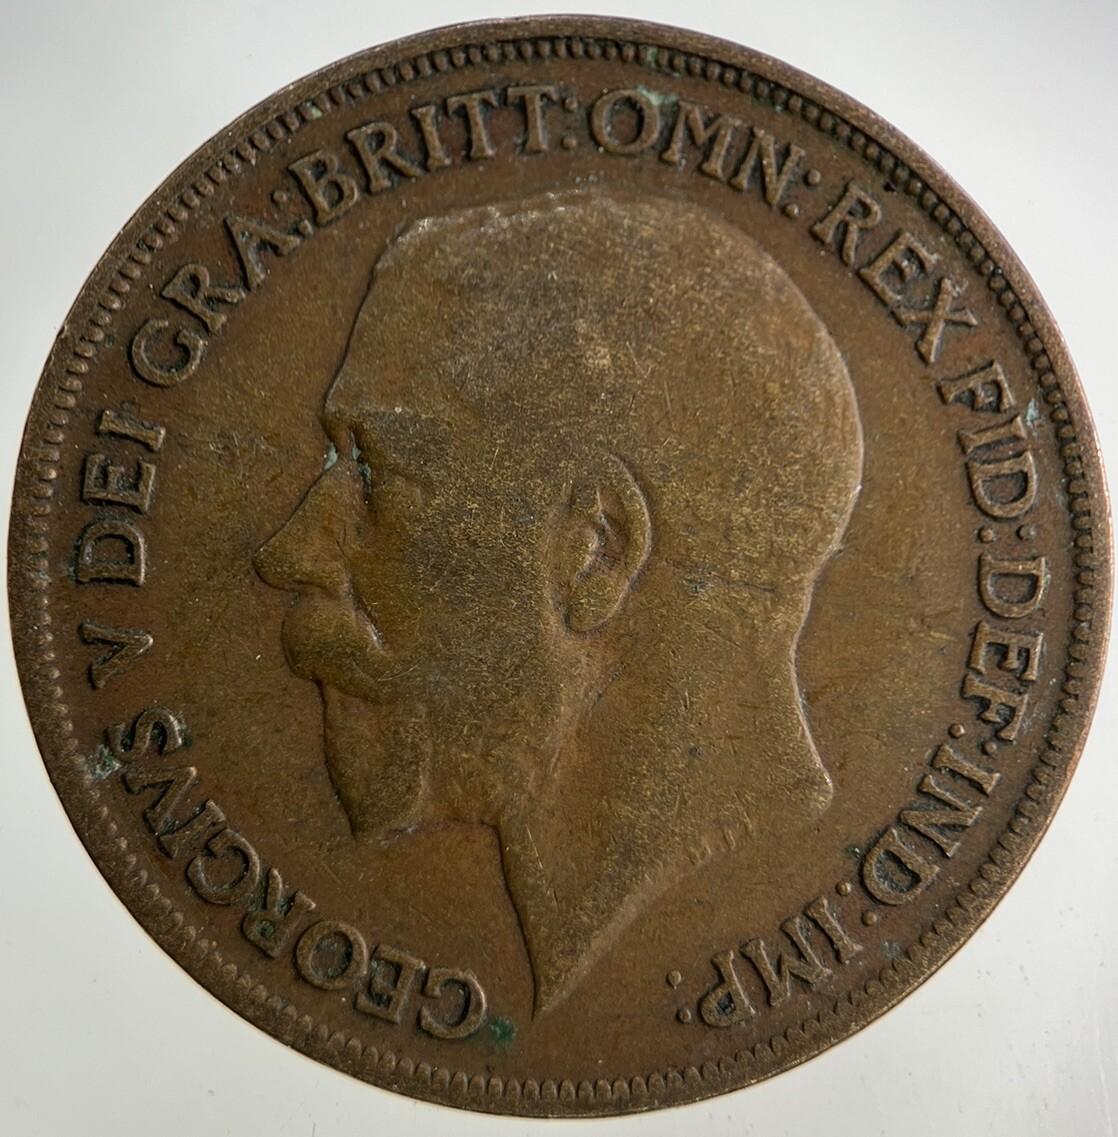 GEORGIVS V DEI GRA: BRITT: OMN: REX FID: DEF: IND: IMP: